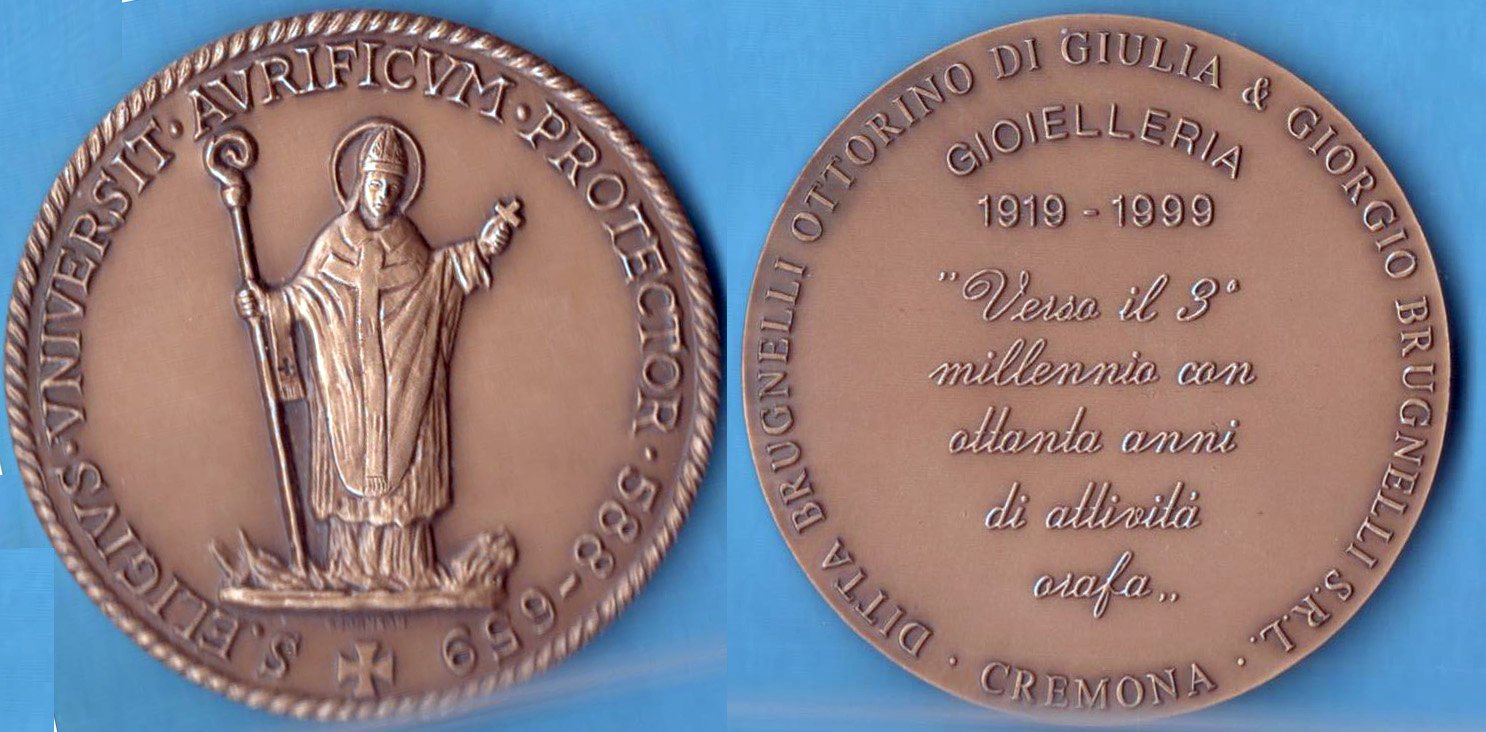 S. ELIGIVS · VNIVERSIT · AVRIFICVM · PROTECTOR · 588-659
DITTA BRUGNELLI OTTORINO DI GIULIA & GIORGIO BRUGNELLI S.R.L.
· CREMONA ·
GIOIELLERIA
1919 - 1999
"Verso il 3°
millennio con
ottanta anni
di attivitá
orafa„